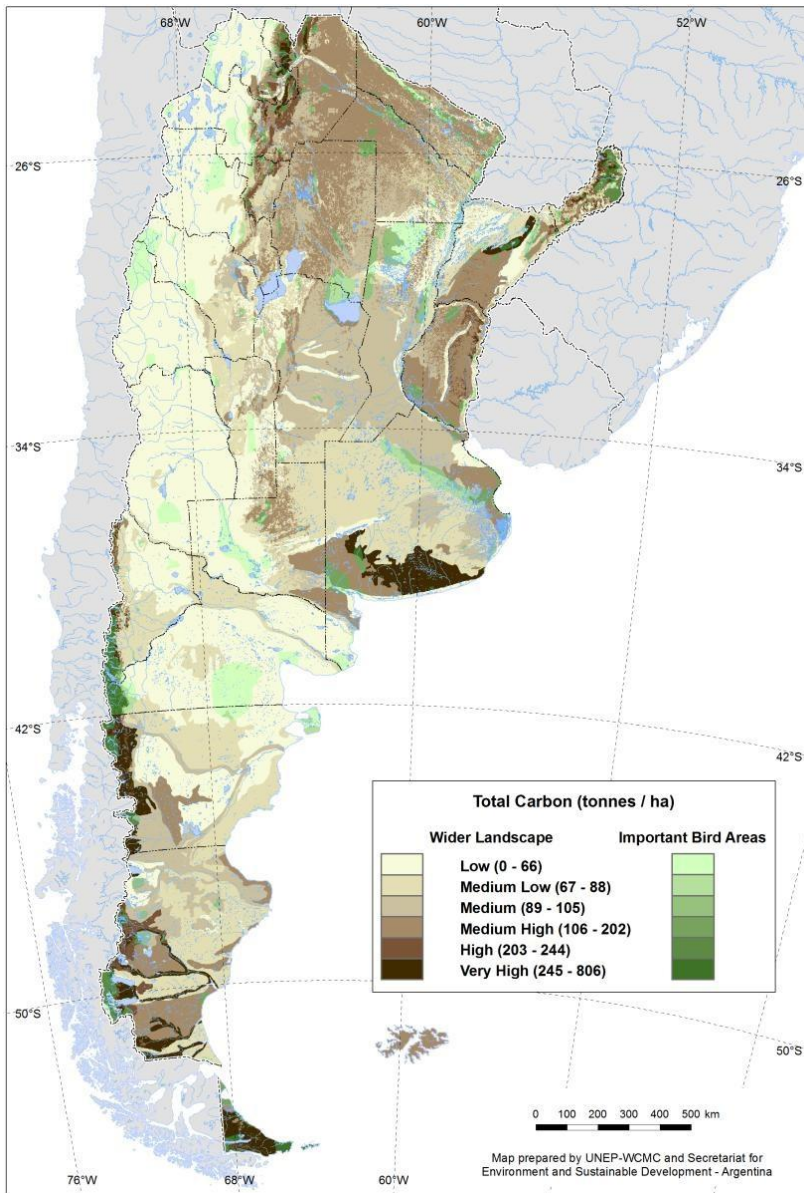 68°W
60°W
52°W
26°S
26°S
34°S
34°S
42°S
42°S
Total Carbon (tonnes / ha)
Wider Landscape Important Bird Areas
Low (0 - 66)
Medium Low (67 - 88)
Medium (89 - 105)
Medium High (106 - 202)
High (203 - 244)
Very High (245 - 806)
50°S
50°S
0 100 200 300 400 500 km
Map prepared by UNEP-WCMC and Secretariat for
Environment and Sustainable Development - Argentina
76°W
68°W
60°W